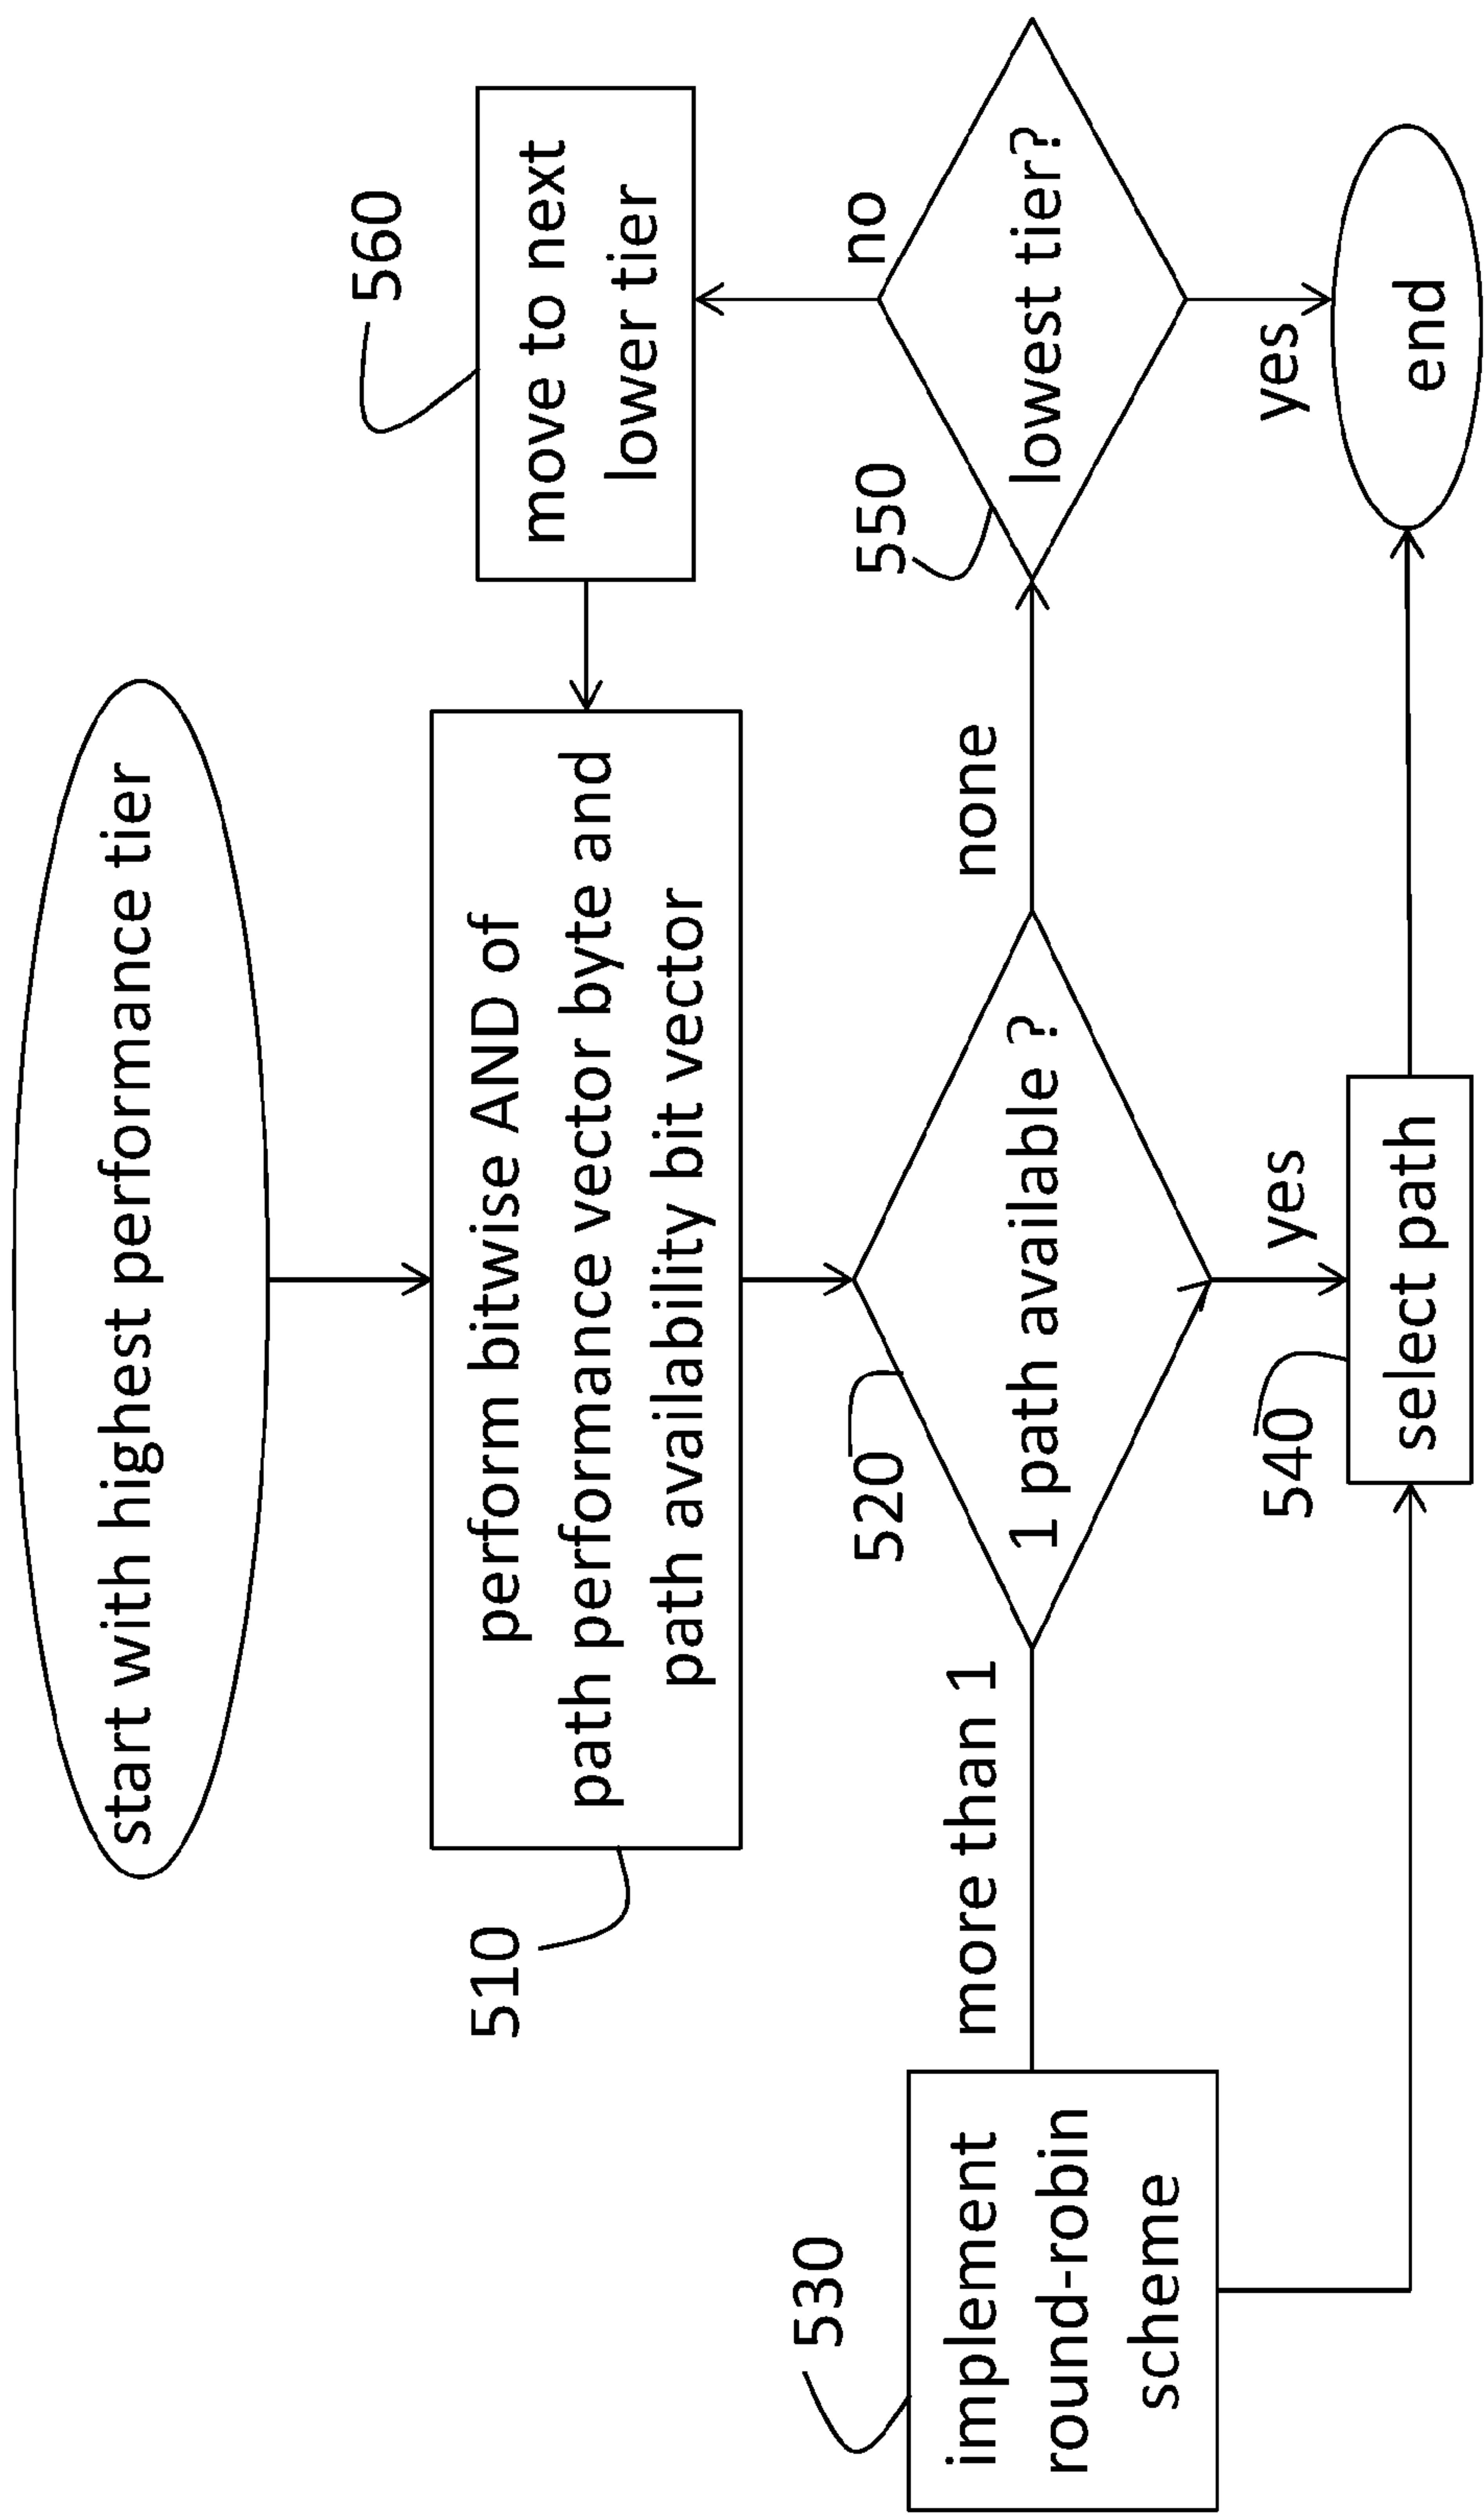 start with highest performance tier
510
perform bitwise AND of
path performance vector byte and
path availability bit vector
560
move to next
lower tier
530
implement
round-robin
scheme
more than 1
520
1 path available ?
none
550
lowest tier?
no
540
select path
yes
yes
end